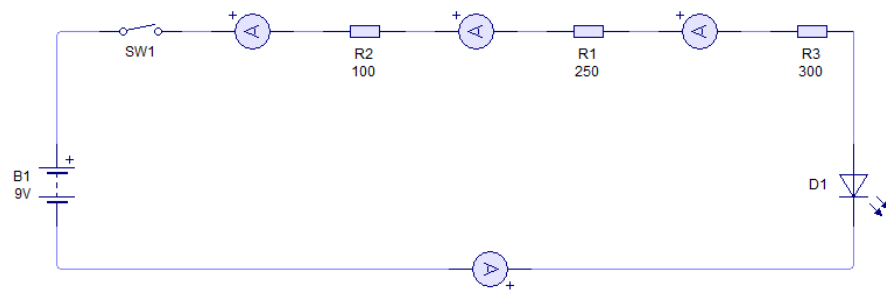 +
A
+
A
+
A
SW1
R2
100
R1
250
R3
300
+
B1
9V
D1
A
+